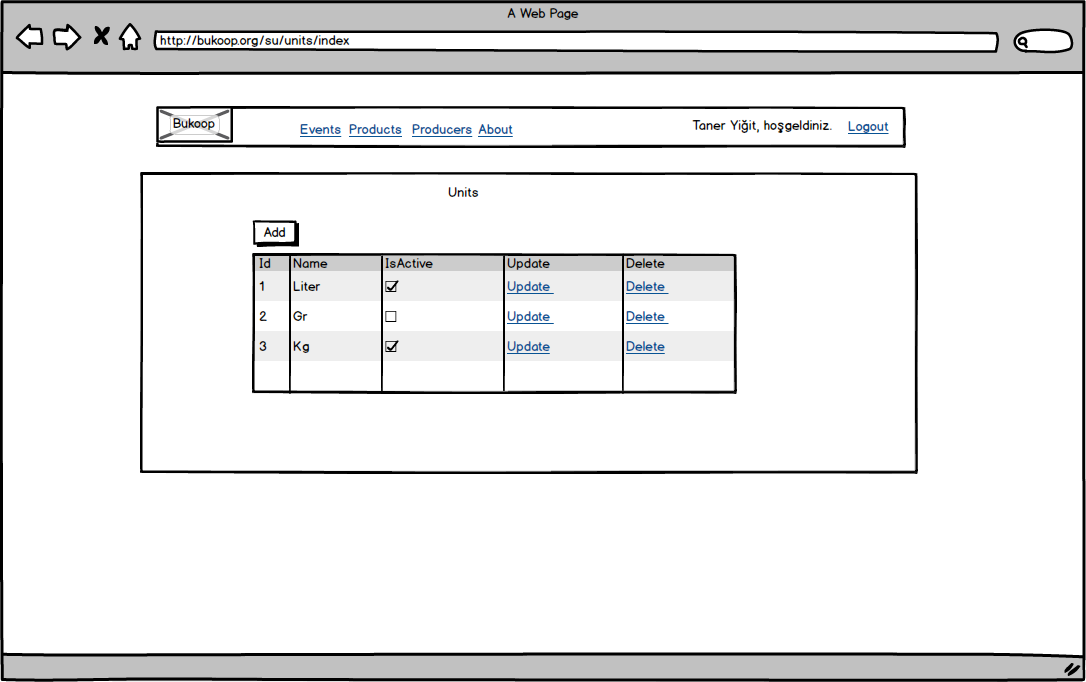 A Web Page
http://bukoop.org/su/units/index
Bukoop Events Products Producers About Taner Yiğit, hoşgeldiniz. Logout
Units
Add
Id Name IsActive Update Delete
1 Liter Update Delete
2 Gr Update Delete
3 Kg Update Delete